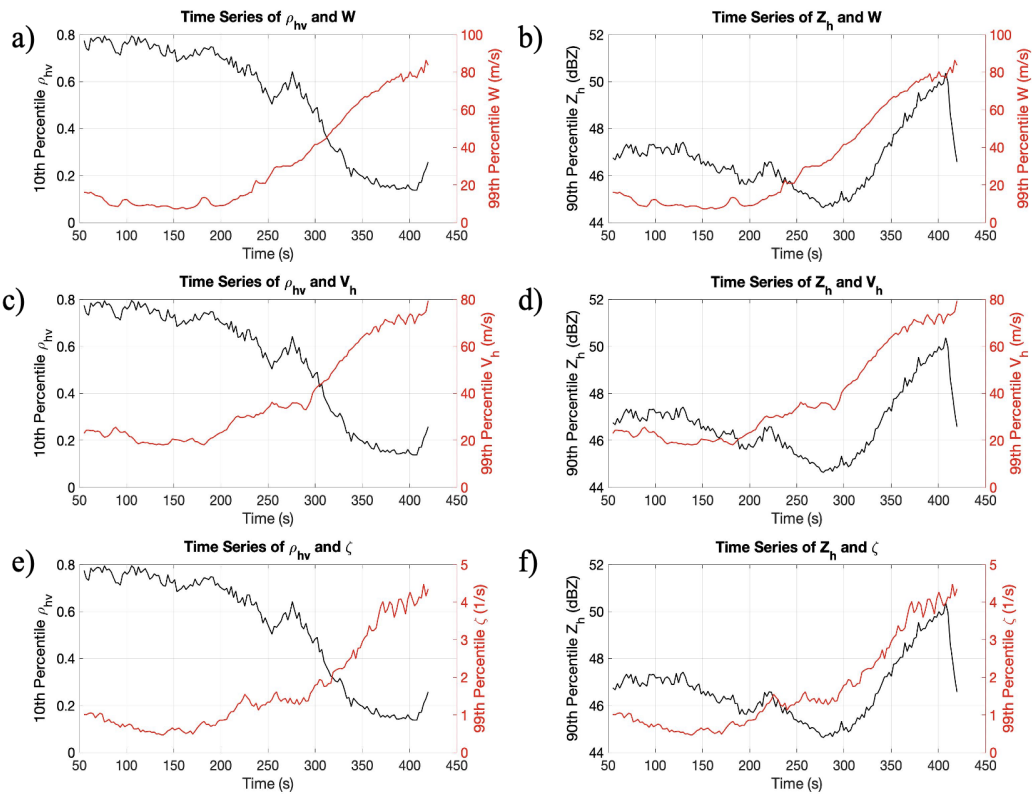 a)
Time Series of ρhv and W
10th Percentile ρhv
0.8
0.6
0.4
0.2
0
50 100 150 200 250 300 350 400 450
Time (s)
100
80
60
40
20
0
99th Percentile W (m/s)
b)
Time Series of Zh and W
90th Percentile Zh (dBZ)
52
50
48
46
44
50 100 150 200 250 300 350 400 450
Time (s)
100
80
60
40
20
0
99th Percentile W (m/s)
c)
Time Series of ρhv and Vh
10th Percentile ρhv
0.8
0.6
0.4
0.2
0
50 100 150 200 250 300 350 400 450
Time (s)
80
60
40
20
0
99th Percentile Vh (m/s)
d)
Time Series of Zh and Vh
90th Percentile Zh (dBZ)
52
50
48
46
44
50 100 150 200 250 300 350 400 450
Time (s)
80
60
40
20
0
99th Percentile Vh (m/s)
e)
Time Series of ρhv and ζ
10th Percentile ρhv
0.8
0.6
0.4
0.2
0
50 100 150 200 250 300 350 400 450
Time (s)
5
4
3
2
1
0
99th Percentile ζ (1/s)
f)
Time Series of Zh and ζ
90th Percentile Zh (dBZ)
52
50
48
46
44
50 100 150 200 250 300 350 400 450
Time (s)
5
4
3
2
1
0
99th Percentile ζ (1/s)